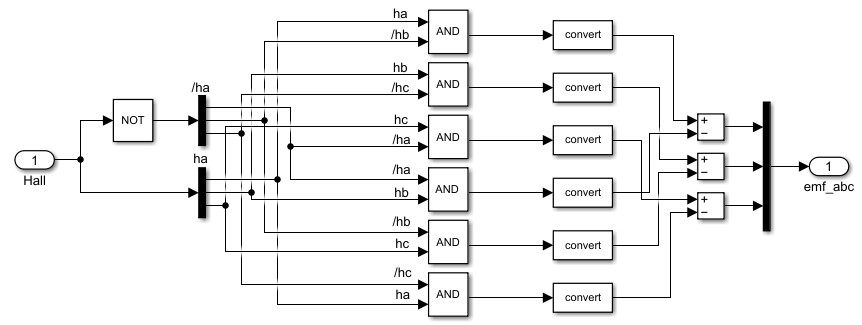 ha
/hb
AND
convert
hb
/hc
AND
convert
/ha
NOT
hc
/ha
AND
convert
+
−
1
Hall
ha
/ha
hb
AND
convert
+
−
1
emf_abc
/hb
hc
AND
convert
+
−
/hc
ha
AND
convert